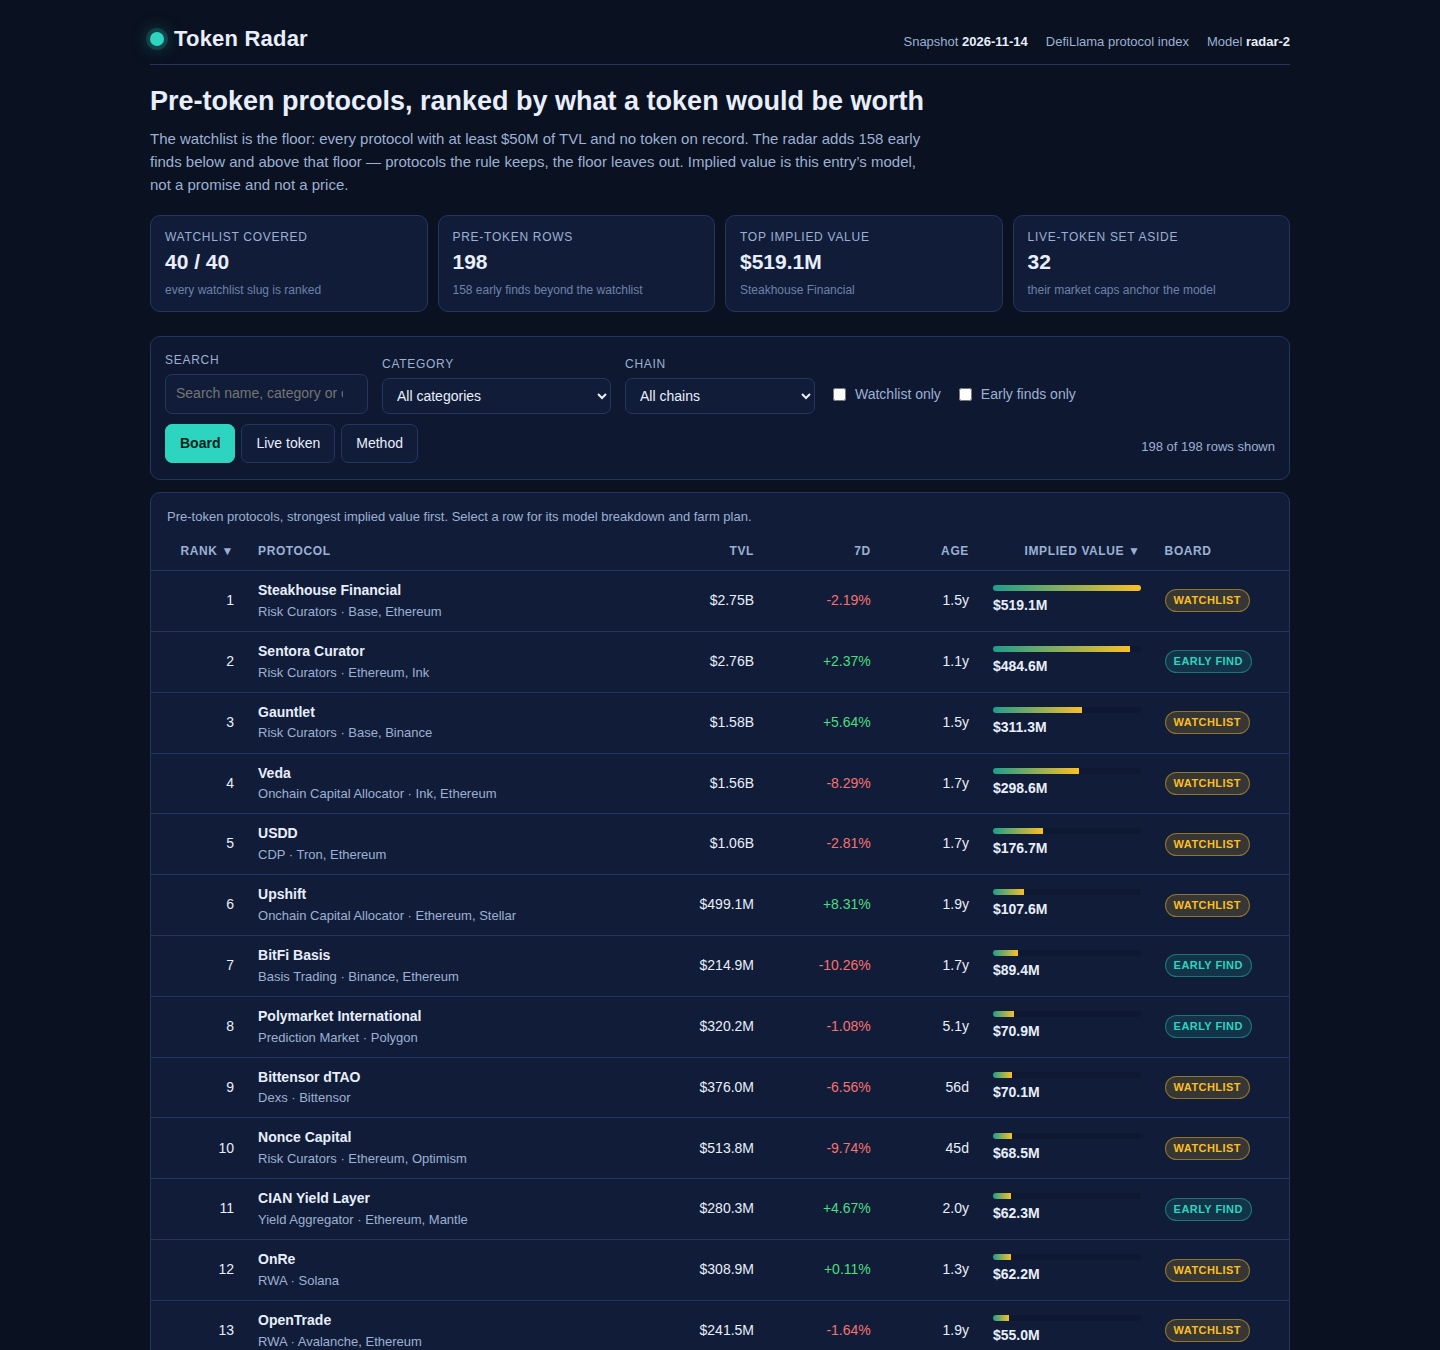 Token Radar
Snapshot 2026-11-14 DefiLlama protocol index Model radar-2
Pre-token protocols, ranked by what a token would be worth
The watchlist is the floor: every protocol with at least $50M of TVL and no token on record. The radar adds 158 early
finds below and above that floor — protocols the rule keeps, the floor leaves out. Implied value is this entry's model,
not a promise and not a price.
WATCHLIST COVERED
40 / 40
every watchlist slug is ranked
PRE-TOKEN ROWS
198
158 early finds beyond the watchlist
TOP IMPLIED VALUE
$519.1M
Steakhouse Financial
LIVE-TOKEN SET ASIDE
32
their market caps anchor the model
SEARCH
Search name, category or
CATEGORY
All categories
CHAIN
All chains
Watchlist only
Early finds only
Board Live token Method
198 of 198 rows shown
Pre-token protocols, strongest implied value first. Select a row for its model breakdown and farm plan.
RANK ▼ PROTOCOL TVL 7D AGE IMPLIED VALUE ▼ BOARD
1 Steakhouse Financial $2.75B -2.19% 1.5y $519.1M WATCHLIST
Risk Curators · Base, Ethereum
2 Sentora Curator $2.76B +2.37% 1.1y $484.6M EARLY FIND
Risk Curators · Ethereum, Ink
3 Gauntlet $1.58B +5.64% 1.5y $311.3M WATCHLIST
Risk Curators · Base, Binance
4 Veda $1.56B -8.29% 1.7y $298.6M WATCHLIST
Onchain Capital Allocator · Ink, Ethereum
5 USDD $1.06B -2.81% 1.7y $176.7M WATCHLIST
CDP · Tron, Ethereum
6 Upshift $499.1M +8.31% 1.9y $107.6M WATCHLIST
Onchain Capital Allocator · Ethereum, Stellar
7 BitFi Basis $214.9M -10.26% 1.7y $89.4M EARLY FIND
Basis Trading · Binance, Ethereum
8 Polymarket International $320.2M -1.08% 5.1y $70.9M EARLY FIND
Prediction Market · Polygon
9 Bittensor dTAO $376.0M -6.56% 56d $70.1M WATCHLIST
Dexs · Bittensor
10 Nonce Capital $513.8M -9.74% 45d $68.5M WATCHLIST
Risk Curators · Ethereum, Optimism
11 CIAN Yield Layer $280.3M +4.67% 2.0y $62.3M EARLY FIND
Yield Aggregator · Ethereum, Mantle
12 OnRe $308.9M +0.11% 1.3y $62.2M WATCHLIST
RWA · Solana
13 OpenTrade $241.5M -1.64% 1.9y $55.0M WATCHLIST
RWA · Avalanche, Ethereum